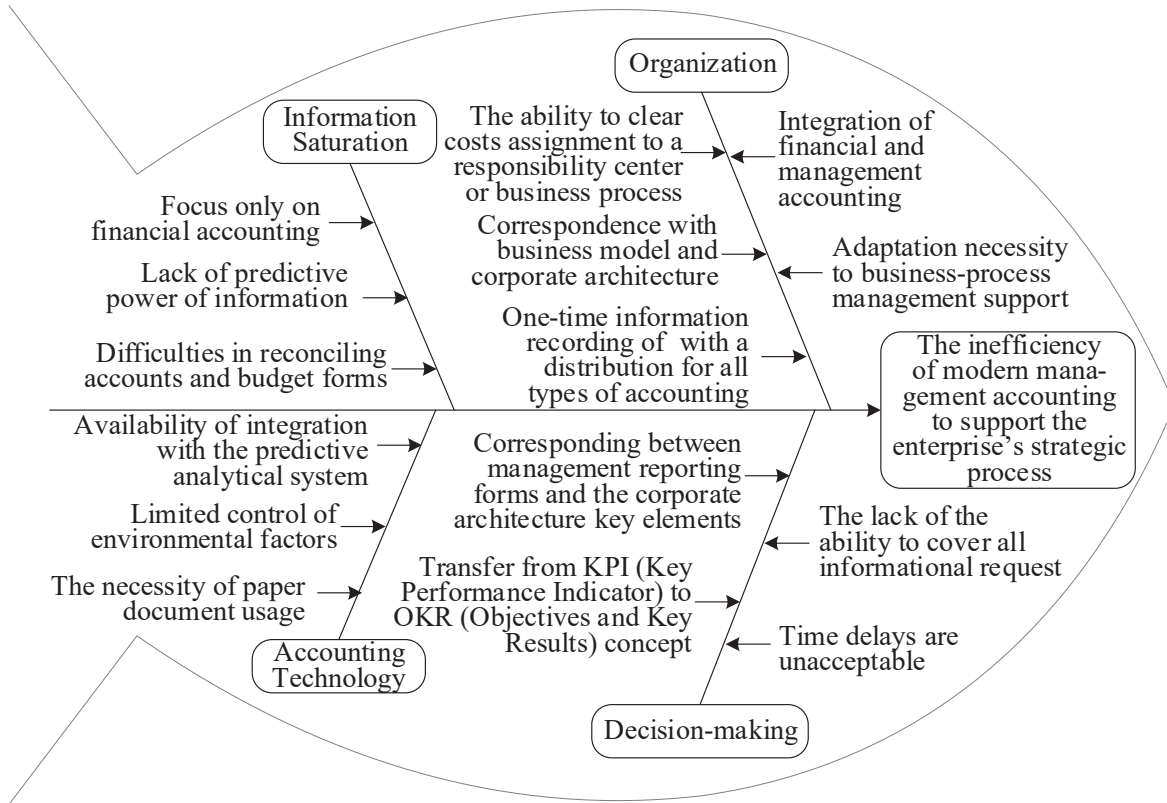 Organization
Information
Saturation
The ability to clear
costs assignment to a
responsibility center
or business process
Integration of
financial and
management
accounting
Focus only on
financial accounting
Correspondence with
business model and
corporate architecture
Adaptation necessity
to business-process
management support
Lack of predictive
power of information
One-time information
recording of with a
distribution for all
types of accounting
Difficulties in reconciling
accounts and budget forms
The inefficiency
of modern mana-
gement accounting
to support the
enterprise's strategic
process
Availability of integration
with the predictive
analytical system
Corresponding between
management reporting
forms and the corporate
architecture key elements
Limited control of
environmental factors
The lack of the
ability to cover all
informational request
The necessity of paper
document usage
Transfer from KPI (Key
Performance Indicator) to
OKR (Objectives and Key
Results) concept
Time delays are
unacceptable
Accounting
Technology
Decision-making